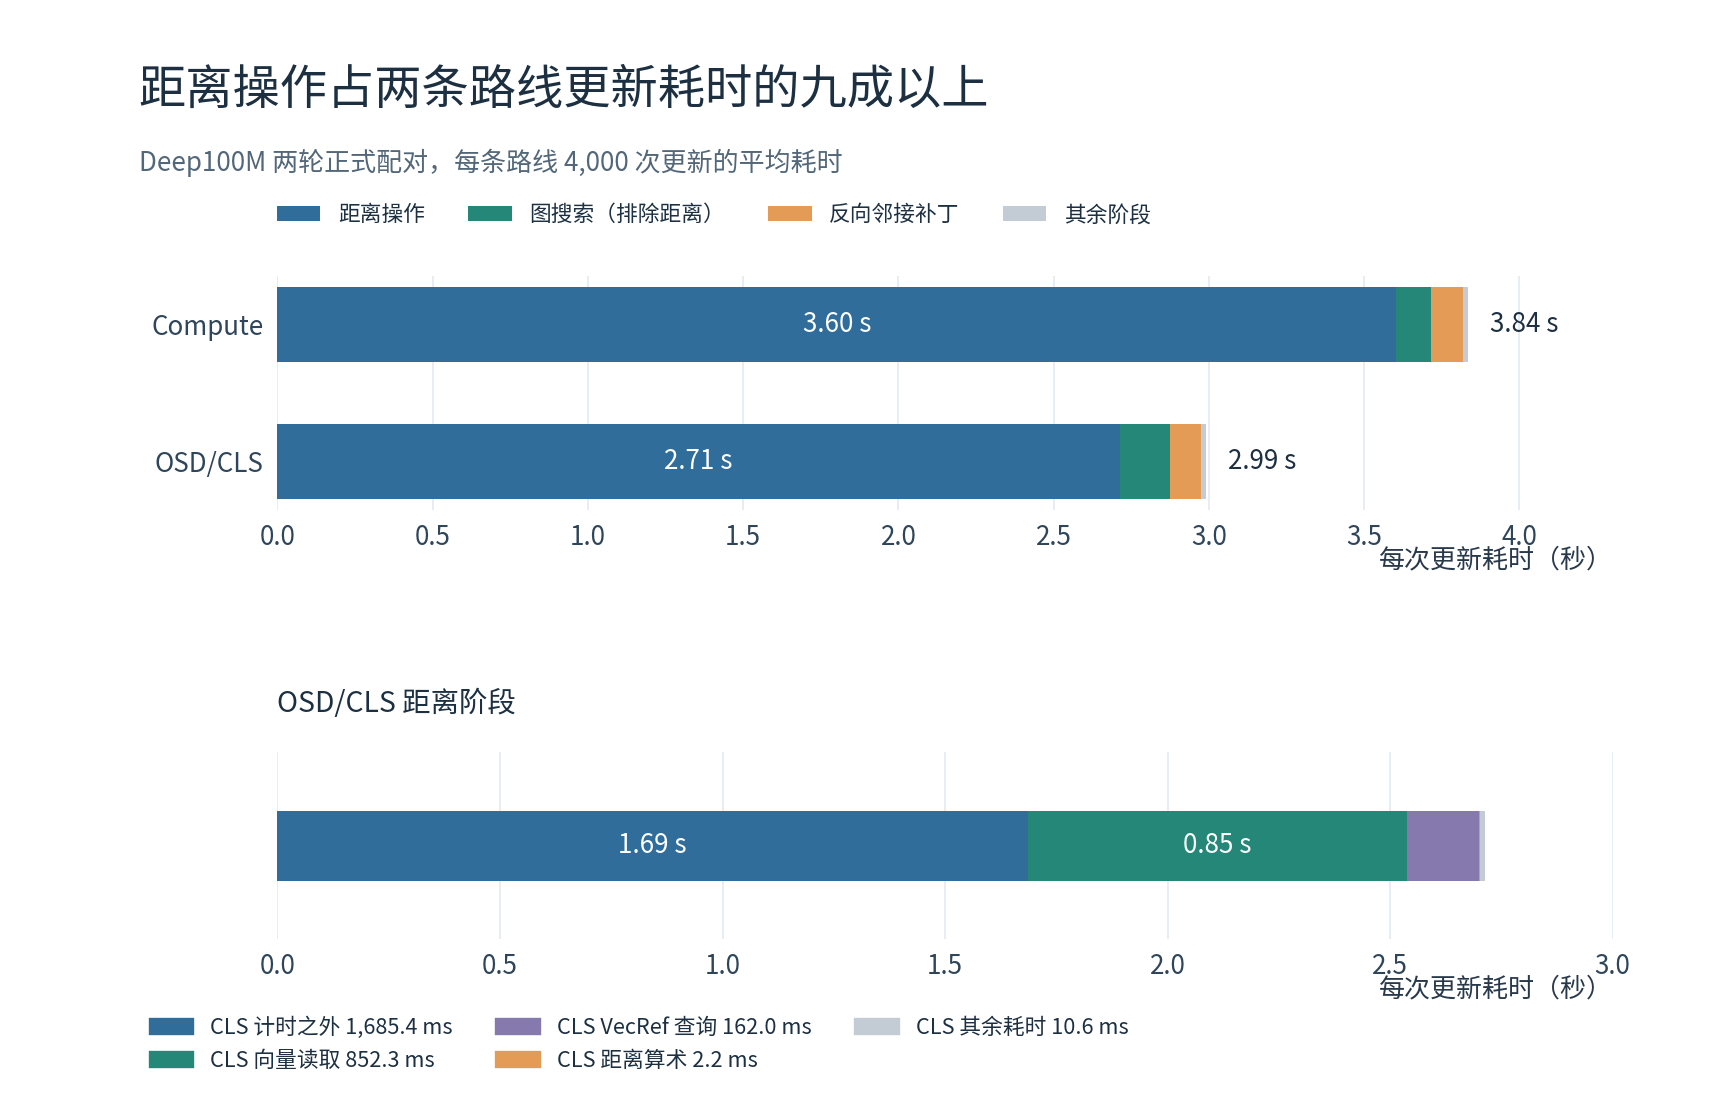 距离操作占两条路线更新耗时的九成以上
Deep100M 两轮正式配对，每条路线 4,000 次更新的平均耗时
距离操作 图搜索（排除距离） 反向邻接补丁 其余阶段
Compute 3.60 s 3.84 s
OSD/CLS 2.71 s 2.99 s
0.0 0.5 1.0 1.5 2.0 2.5 3.0 3.5 4.0
每次更新耗时（秒）
OSD/CLS 距离阶段
1.69 s 0.85 s
0.0 0.5 1.0 1.5 2.0 2.5 3.0
每次更新耗时（秒）
CLS 计时之外 1,685.4 ms CLS VecRef 查询 162.0 ms CLS 其余耗时 10.6 ms
CLS 向量读取 852.3 ms CLS 距离算术 2.2 ms